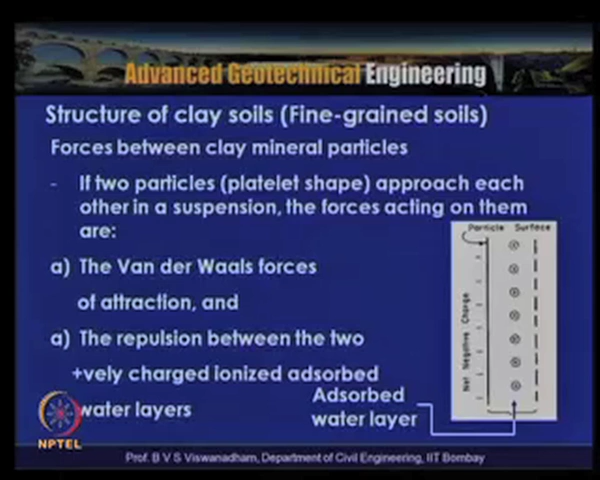 Advanced Geotechnical Engineering
Structure of clay soils (Fine-grained soils)
Forces between clay mineral particles
- If two particles (platelet shape) approach each
other in a suspension, the forces acting on them
are:
a) The Van der Waals forces
of attraction, and
a) The repulsion between the two
+vely charged ionized adsorbed
water layers
Particle Surface
Net Negative Charge
Adsorbed
water layer
NPTEL
Prof. B V S Viswanadham, Department of Civil Engineering, IIT Bombay